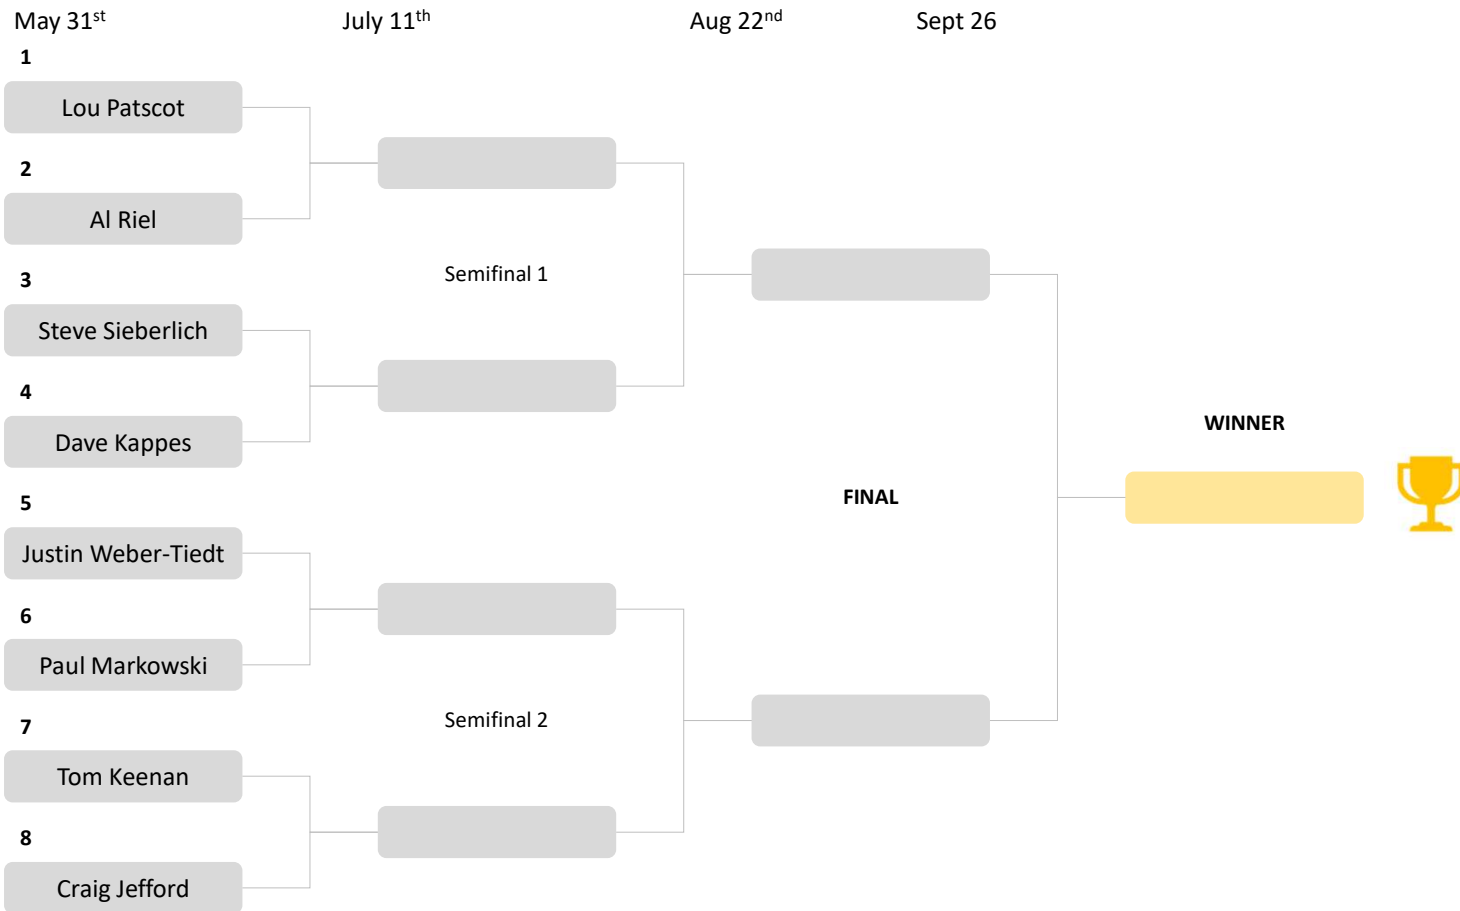 May 31st
July 11th
Aug 22nd
Sept 26
1
Lou Patscot
2
Al Riel
3
Steve Sieberlich
4
Dave Kappes
5
Justin Weber-Tiedt
6
Paul Markowski
7
Tom Keenan
8
Craig Jefford
Semifinal 1
Semifinal 2
FINAL
WINNER